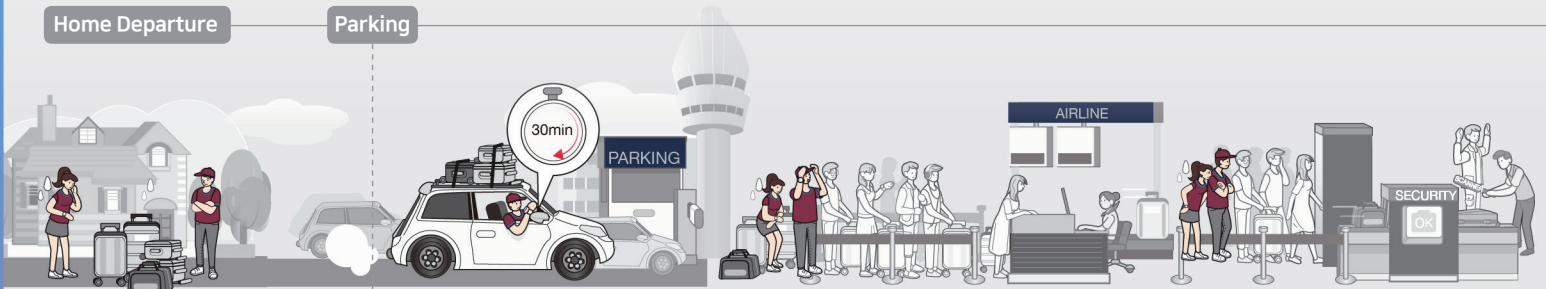 Home Departure
Parking
30min
PARKING
AIRLINE
SECURITY
OK